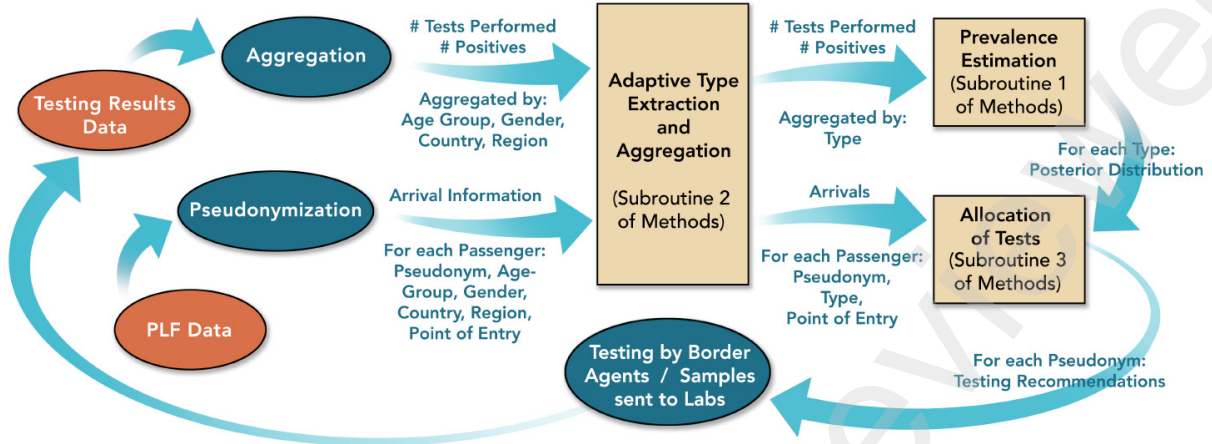 Aggregation
Testing Results
Data
Pseudonymization
PLF Data
# Tests Performed
# Positives
Aggregated by:
Age Group, Gender,
Country, Region
Arrival Information
For each Passenger:
Pseudonym, Age-
Group, Gender,
Country, Region,
Point of Entry
Adaptive Type
Extraction
and
Aggregation
(Subroutine 2
of Methods)
# Tests Performed
# Positives
Aggregated by:
Type
Arrivals
For each Passenger:
Pseudonym,
Type,
Point of Entry
Prevalence
Estimation
(Subroutine 1
of Methods)
For each Type:
Posterior Distribution
Allocation
of Tests
(Subroutine 3
of Methods)
For each Pseudonym:
Testing Recommendations
Testing by Border
Agents / Samples
sent to Labs